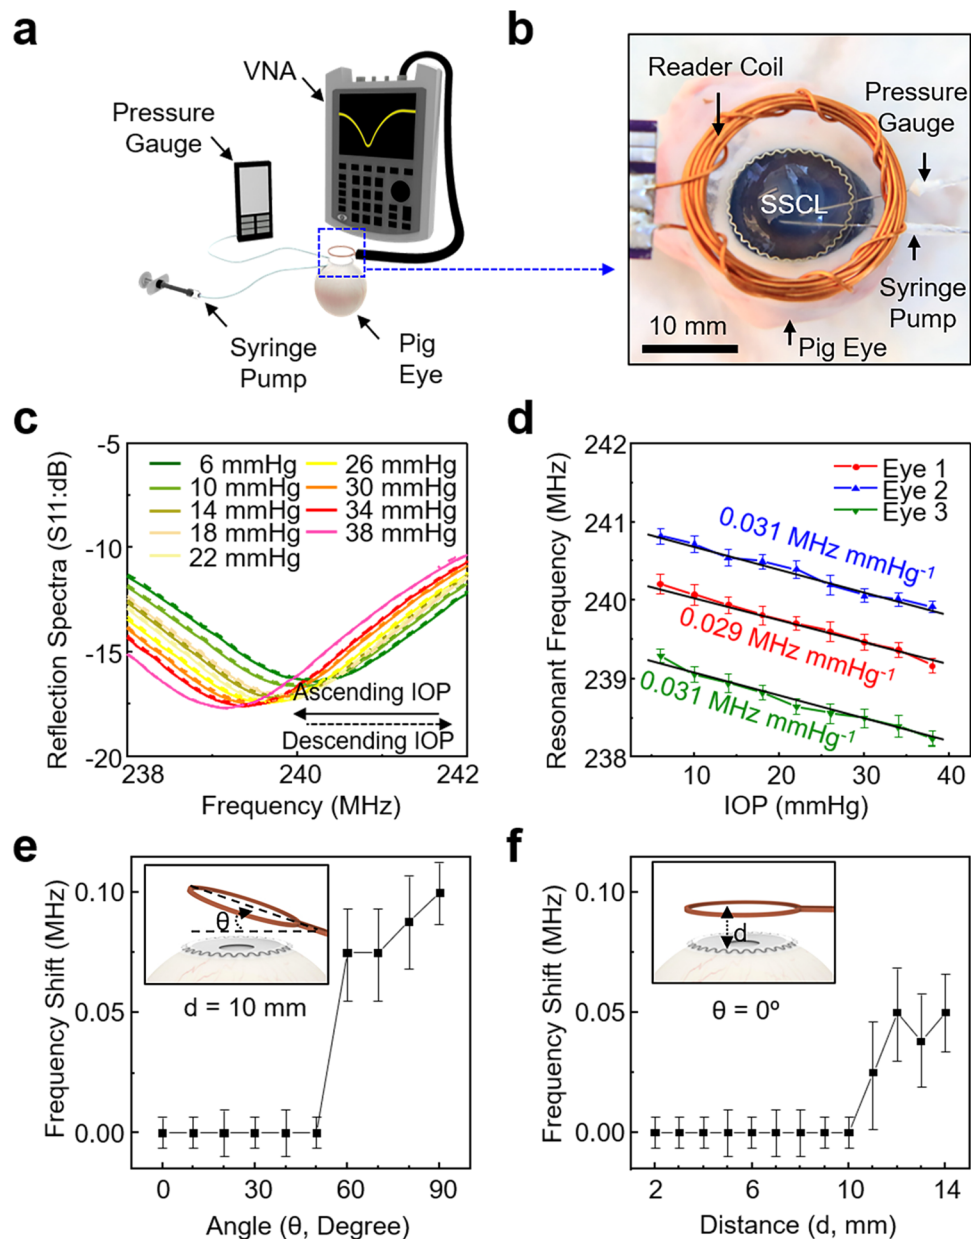 a
VNA
Pressure
Gauge
Syringe
Pump
Pig
Eye
b
Reader Coil
Pressure
Gauge
SSCL
Syringe
Pump
10 mm
Pig Eye
c
Reflection Spectra (S11:dB)
-5
-10
-15
-20
6 mmHg
10 mmHg
14 mmHg
18 mmHg
22 mmHg
26 mmHg
30 mmHg
34 mmHg
38 mmHg
Ascending IOP
Descending IOP
238 240 242
Frequency (MHz)
d
Resonant Frequency (MHz)
242
241
240
239
238
Eye 1
Eye 2
Eye 3
0.031 MHz mmHg-1
0.029 MHz mmHg-1
0.031 MHz mmHg-1
10 20 30 40
IOP (mmHg)
e
Frequency Shift (MHz)
0.10
0.05
0.00
θ
d = 10 mm
0 30 60 90
Angle (θ, Degree)
f
Frequency Shift (MHz)
0.10
0.05
0.00
d
θ = 0º
2 6 10 14
Distance (d, mm)